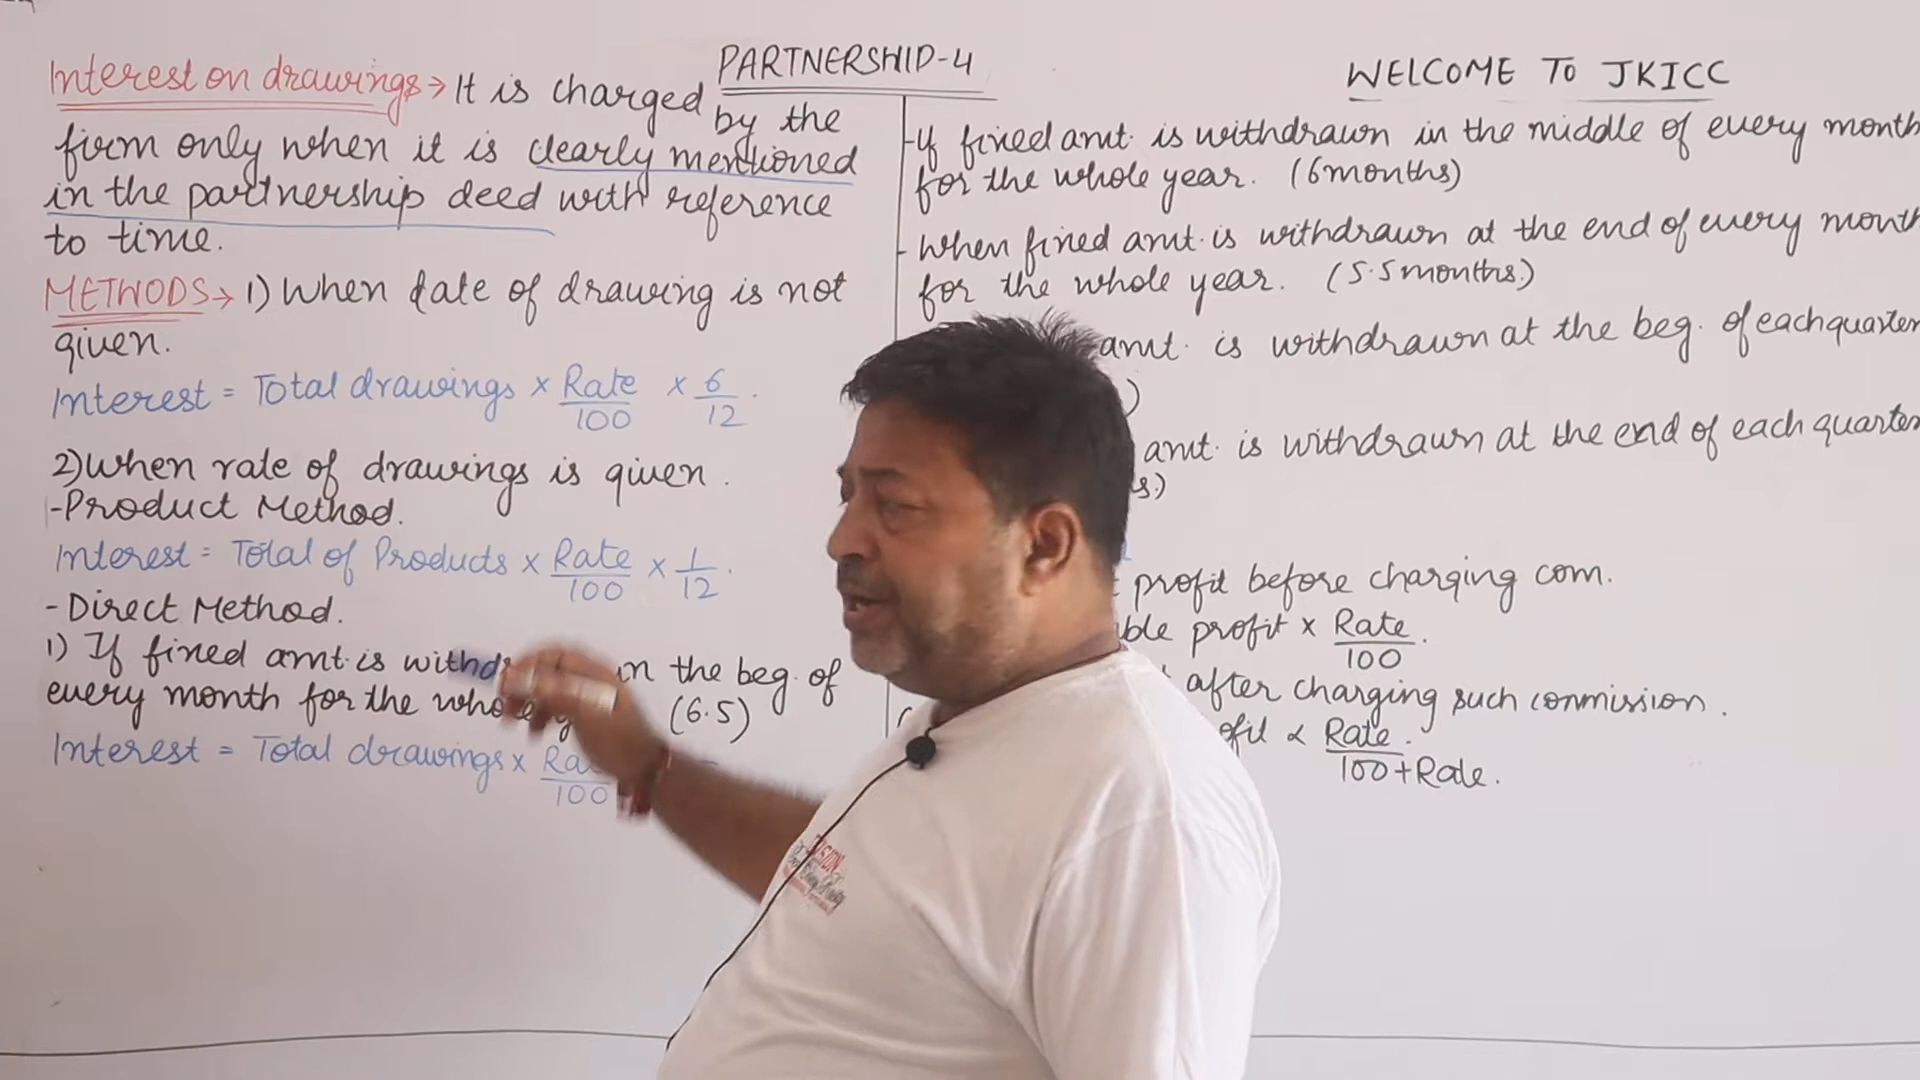 PARTNERSHIP-4
WELCOME TO JKICC
Interest on drawings → It is charged by the
firm only when it is clearly mentioned
in the partnership deed with reference
to time.
METHODS → 1) When date of drawing is not
given.
Interest = Total drawings × Rate/100 × 6/12.
2) When rate of drawings is given.
- Product Method.
Interest = Total of Products × Rate/100 × 1/12.
- Direct Method.
1) If fixed amt. is in the beg. of
every month for the (6.5)
Interest = Total drawings × 100
- If fixed amt. is withdrawn in the middle of every month
for the whole year. (6 months)
- When fixed amt. is withdrawn at the end of every month
for the whole year. (5.5 months.)
amt. is withdrawn at the beg. of each quarter
)
amt. is withdrawn at the end of each quarter
s.)
profit before charging com.
profit × Rate/100.
after charging such commission.
Rate/100+Rate.